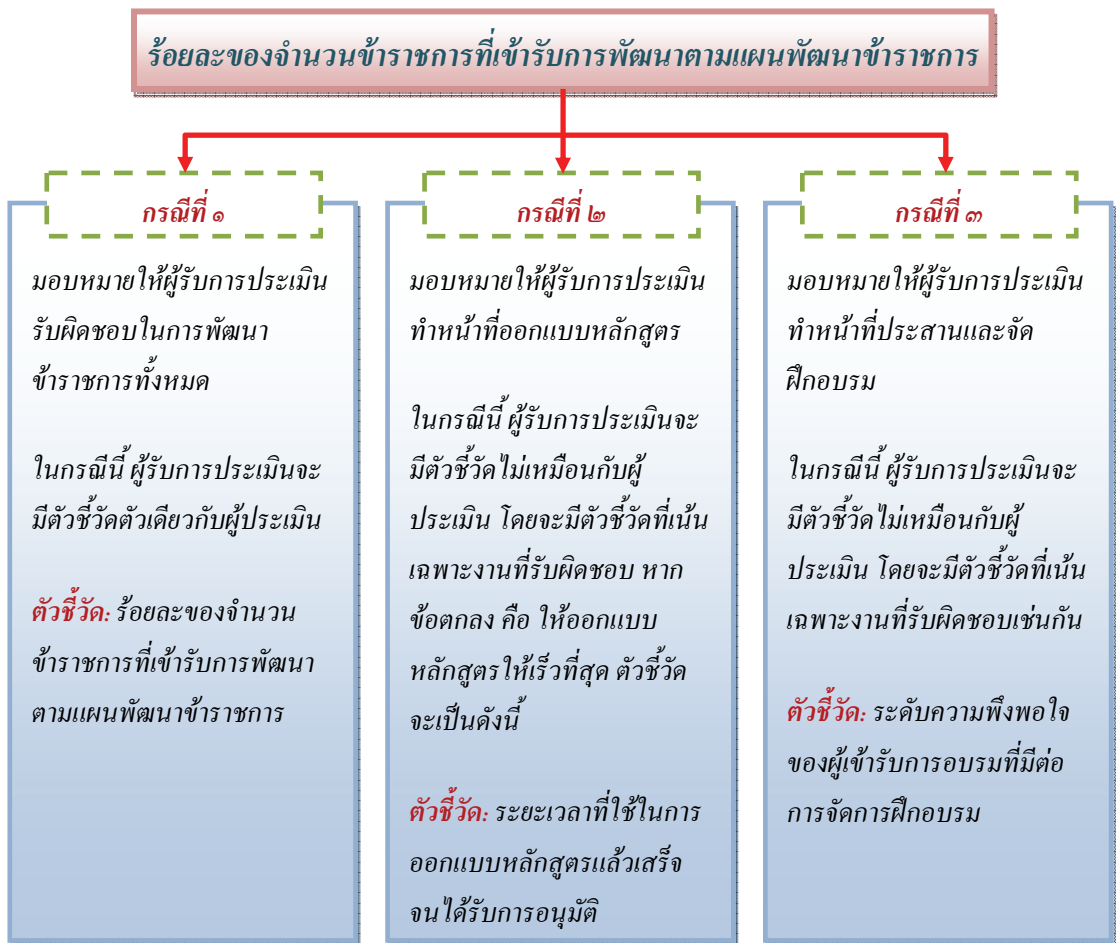 ร้อยละของจำนวนข้าราชการที่เข้ารับการพัฒนาตามแผนพัฒนาข้าราชการ
กรณีที่ ๑
มอบหมายให้ผู้รับการประเมิน
รับผิดชอบในการพัฒนา
ข้าราชการทั้งหมด
ในกรณีนี้ ผู้รับการประเมินจะ
มีตัวชี้วัดตัวเดียวกับผู้ประเมิน
ตัวชี้วัด: ร้อยละของจำนวน
ข้าราชการที่เข้ารับการพัฒนา
ตามแผนพัฒนาข้าราชการ
กรณีที่ ๒
มอบหมายให้ผู้รับการประเมิน
ทำหน้าที่ออกแบบหลักสูตร
ในกรณีนี้ ผู้รับการประเมินจะ
มีตัวชี้วัดไม่เหมือนกับผู้
ประเมิน โดยจะมีตัวชี้วัดที่เน้น
เฉพาะงานที่รับผิดชอบ หาก
ข้อตกลง คือ ให้ออกแบบ
หลักสูตรให้เร็วที่สุด ตัวชี้วัด
จะเป็นดังนี้
ตัวชี้วัด: ระยะเวลาที่ใช้ในการ
ออกแบบหลักสูตรแล้วเสร็จ
จนได้รับการอนุมัติ
กรณีที่ ๓
มอบหมายให้ผู้รับการประเมิน
ทำหน้าที่ประสานและจัด
ฝึกอบรม
ในกรณีนี้ ผู้รับการประเมินจะ
มีตัวชี้วัดไม่เหมือนกับผู้
ประเมิน โดยจะมีตัวชี้วัดที่เน้น
เฉพาะงานที่รับผิดชอบเช่นกัน
ตัวชี้วัด: ระดับความพึงพอใจ
ของผู้เข้ารับการอบรมที่มีต่อ
การจัดการฝึกอบรม